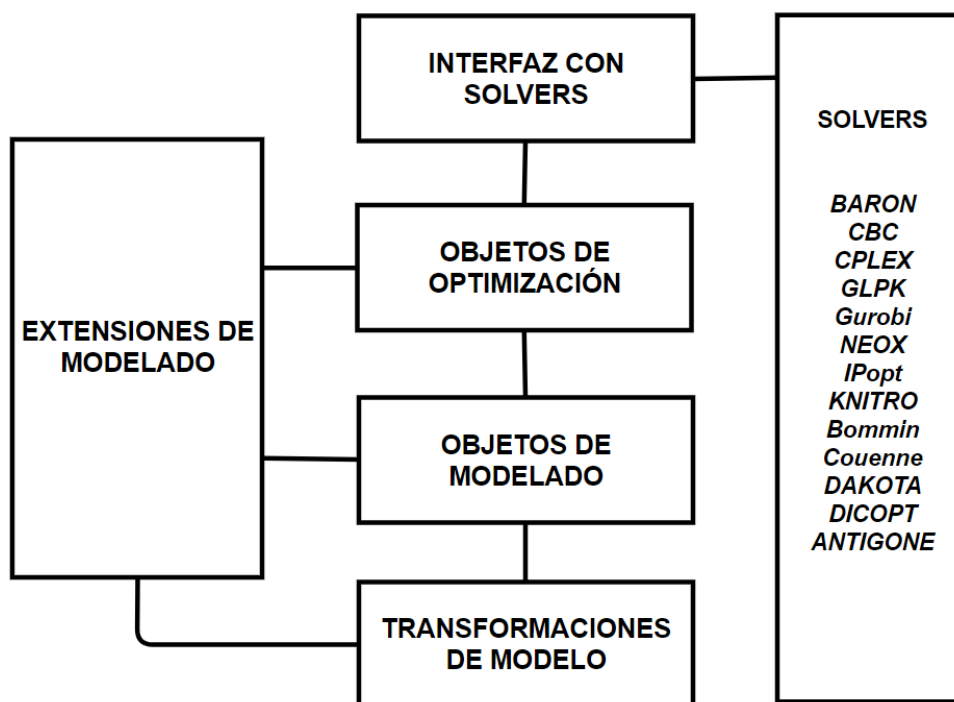 INTERFAZ CON
SOLVERS
SOLVERS
EXTENSIONES DE
MODELADO
OBJETOS DE
OPTIMIZACIÓN
OBJETOS DE
MODELADO
TRANSFORMACIONES
DE MODELO
BARON
CBC
CPLEX
GLPK
Gurobi
NEOX
IPopt
KNITRO
Bommin
Couenne
DAKOTA
DICOPT
ANTIGONE